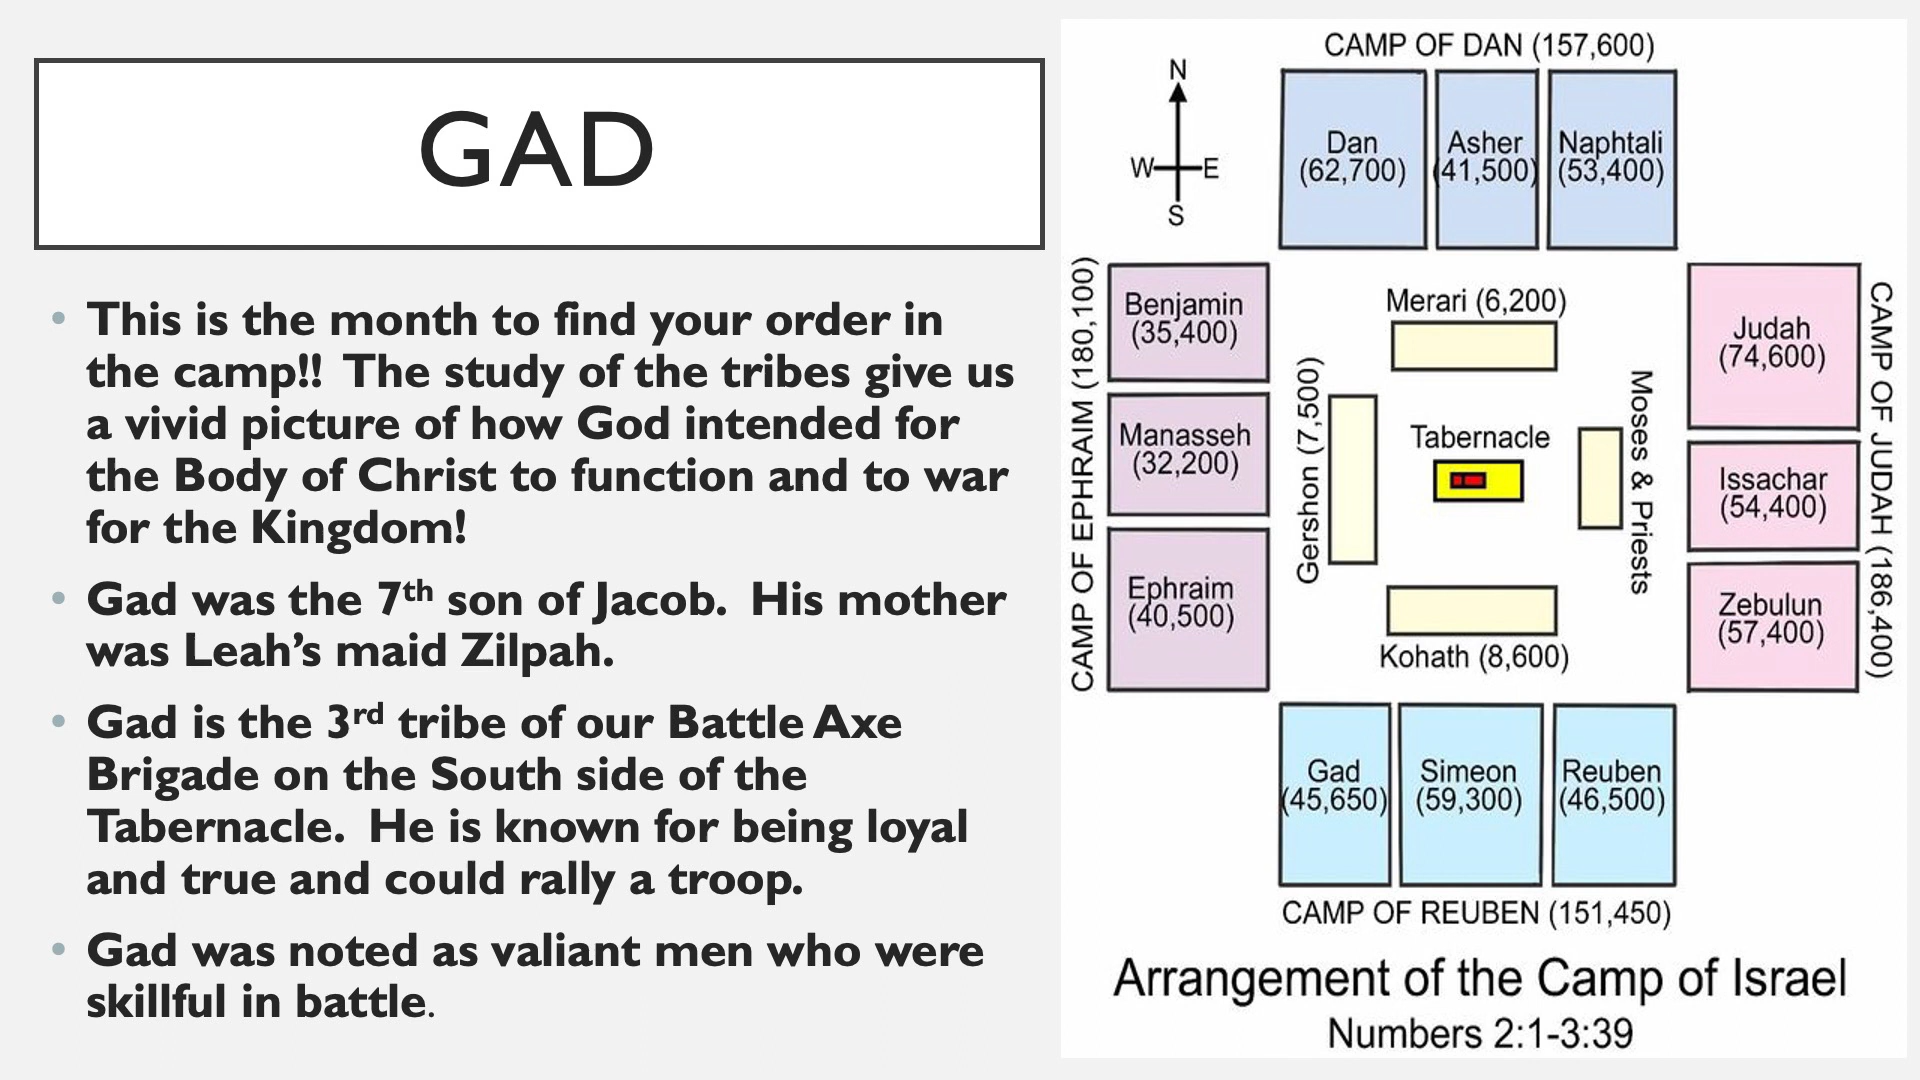 GAD
• This is the month to find your order in
the camp!! The study of the tribes give us
a vivid picture of how God intended for
the Body of Christ to function and to war
for the Kingdom!
• Gad was the 7th son of Jacob. His mother
was Leah’s maid Zilpah.
• Gad is the 3rd tribe of our Battle Axe
Brigade on the South side of the
Tabernacle. He is known for being loyal
and true and could rally a troop.
• Gad was noted as valiant men who were
skillful in battle.
CAMP OF DAN (157,600)
N
W
E
S
Dan
(62,700)
Asher
(41,500)
Naphtali
(53,400)
CAMP OF EPHRAIM (180,100)
Benjamin
(35,400)
Manasseh
(32,200)
Ephraim
(40,500)
Merari (6,200)
Gershon (7,500)
Tabernacle
Moses & Priests
Kohath (8,600)
Judah
(74,600)
Issachar
(54,400)
Zebulun
(57,400)
CAMP OF JUDAH (186,400)
Gad
(45,650)
Simeon
(59,300)
Reuben
(46,500)
CAMP OF REUBEN (151,450)
Arrangement of the Camp of Israel
Numbers 2:1-3:39